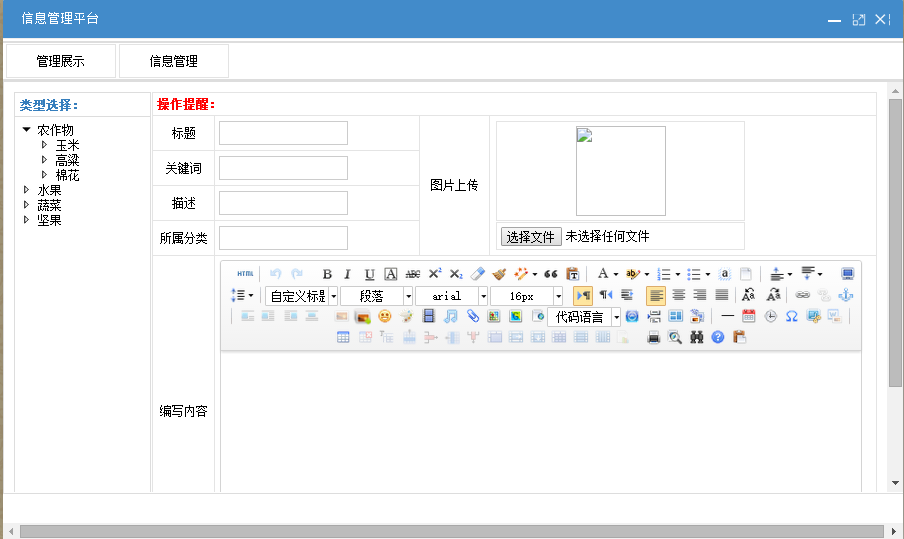 信息管理平台
管理展示 信息管理
类型选择：
农作物
玉米
高粱
棉花
水果
蔬菜
坚果
操作提醒：
标题
关键词
描述
所属分类
图片上传
选择文件 未选择任何文件
编写内容
HTML B I U A ABC X² X₂ A ab a
自定义标题 段落 arial 16px
代码语言